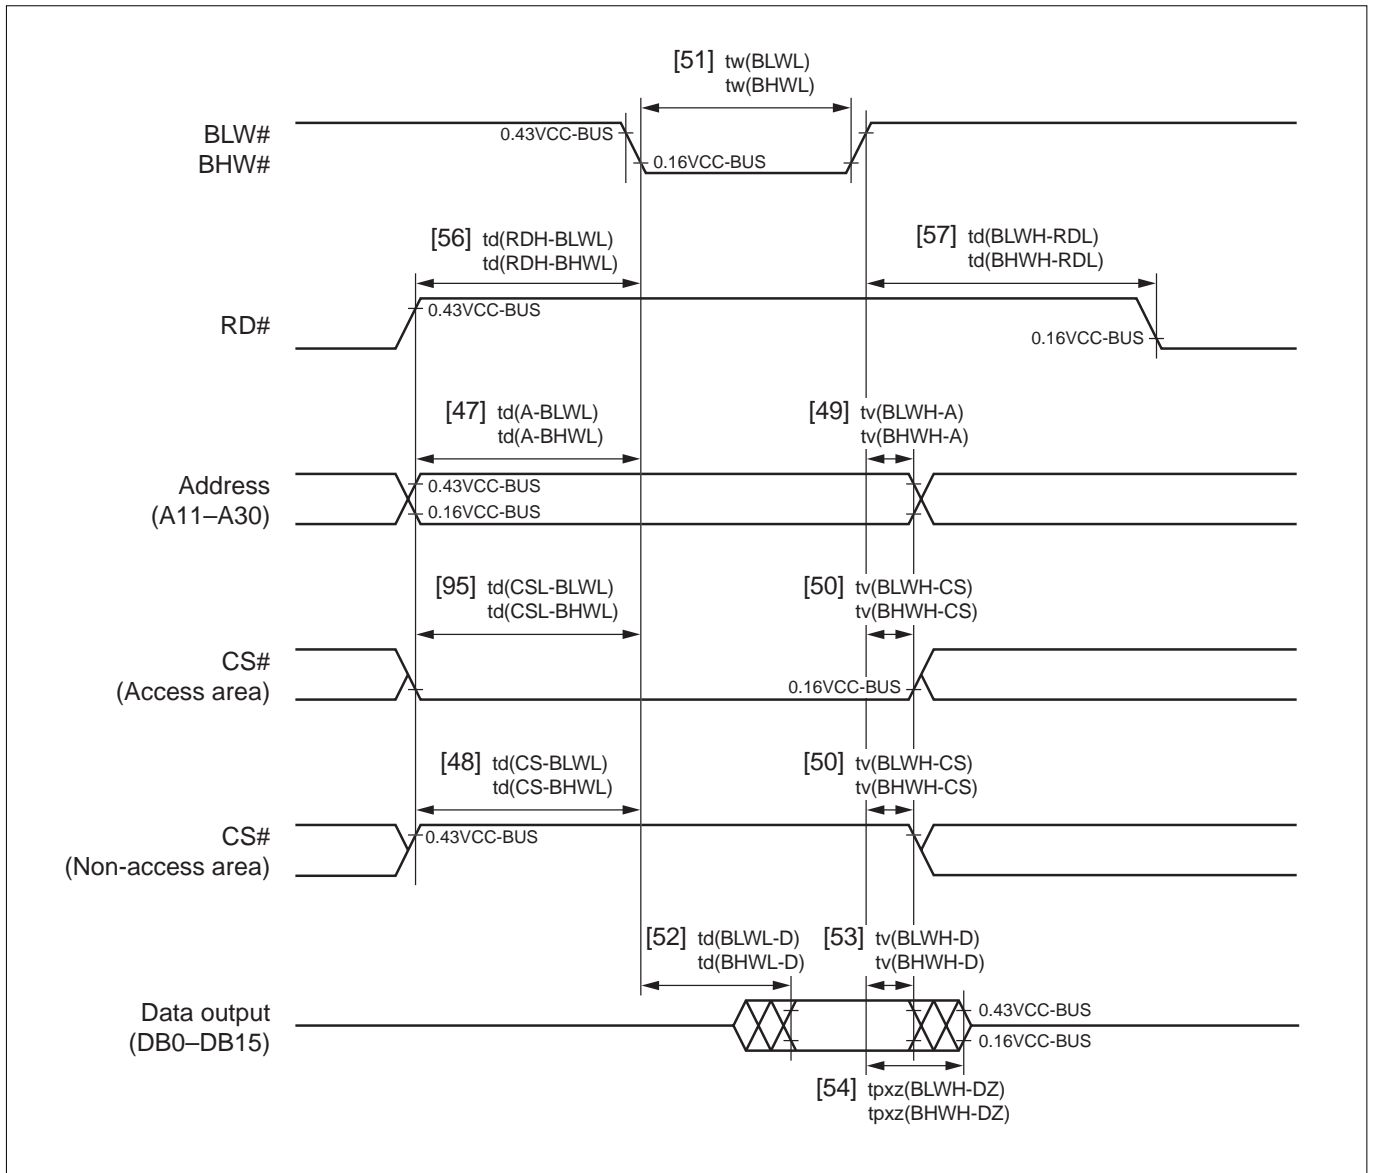 [51] tw(BLWL)
tw(BHWL)
BLW#
BHW#
0.43VCC-BUS
0.16VCC-BUS
[56] td(RDH-BLWL)
td(RDH-BHWL)
[57] td(BLWH-RDL)
td(BHWH-RDL)
RD#
0.43VCC-BUS
0.16VCC-BUS
[47] td(A-BLWL)
td(A-BHWL)
[49] tv(BLWH-A)
tv(BHWH-A)
Address
(A11–A30)
0.43VCC-BUS
0.16VCC-BUS
[95] td(CSL-BLWL)
td(CSL-BHWL)
[50] tv(BLWH-CS)
tv(BHWH-CS)
CS#
(Access area)
0.16VCC-BUS
[48] td(CS-BLWL)
td(CS-BHWL)
[50] tv(BLWH-CS)
tv(BHWH-CS)
CS#
(Non-access area)
0.43VCC-BUS
[52] td(BLWL-D)
td(BHWL-D)
[53] tv(BLWH-D)
tv(BHWH-D)
Data output
(DB0–DB15)
0.43VCC-BUS
0.16VCC-BUS
[54] tpxz(BLWH-DZ)
tpxz(BHWH-DZ)